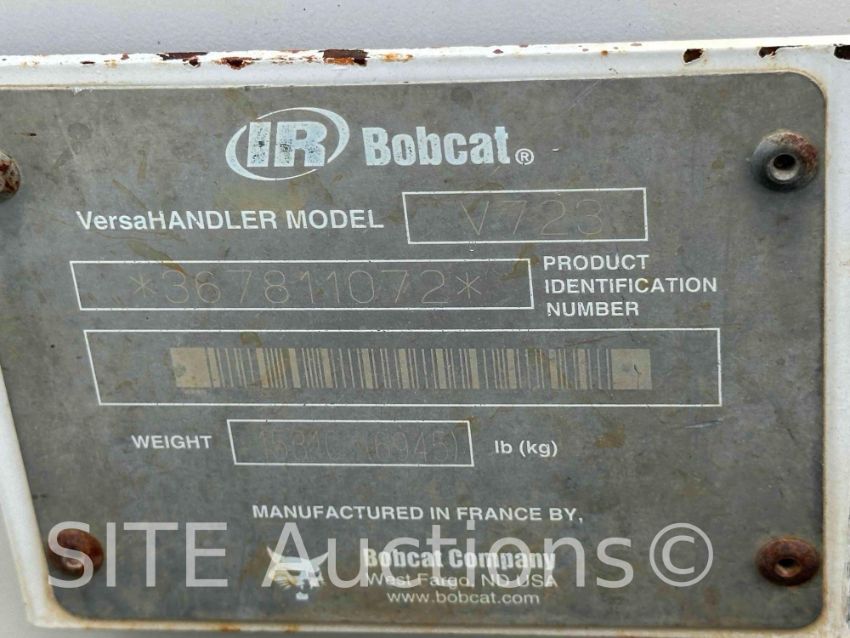 IR Bobcat®
VersaHANDLER MODEL V723
*367811072* PRODUCT
IDENTIFICATION
NUMBER
WEIGHT (6945) lb (kg)
MANUFACTURED IN FRANCE BY,
SITE Auctions©
Bobcat Company
West Fargo, ND USA
www.bobcat.com